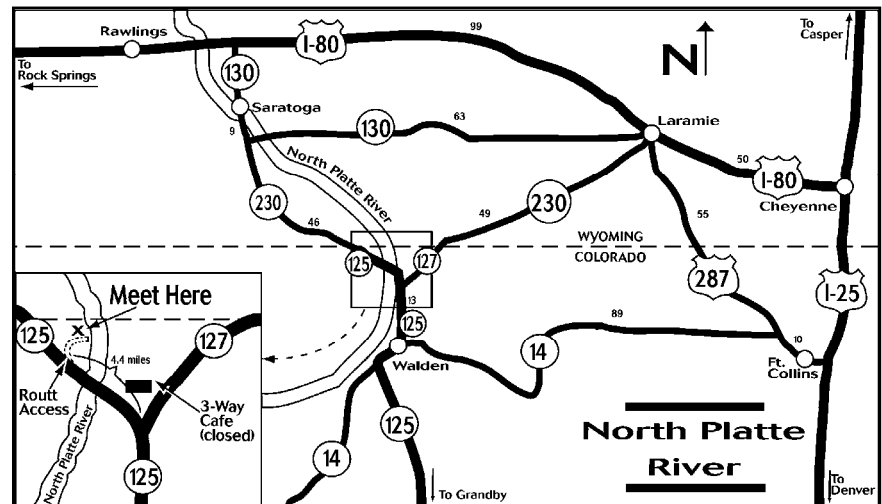 Rawlings
99
To
Casper
I-80
N
To
Rock Springs
130
Saratoga
Laramie
9
130
63
50
I-80
North Platte River
Cheyenne
230
230
49
55
46
WYOMING
COLORADO
125
127
287
I-25
13
125
89
10
14
Walden
Ft.
Collins
Meet Here
X
125
127
4.4 miles
Routt
Access
3-Way
Cafe
(closed)
North Platte River
125
14
125
To Grandby
North Platte
River
To
Denver